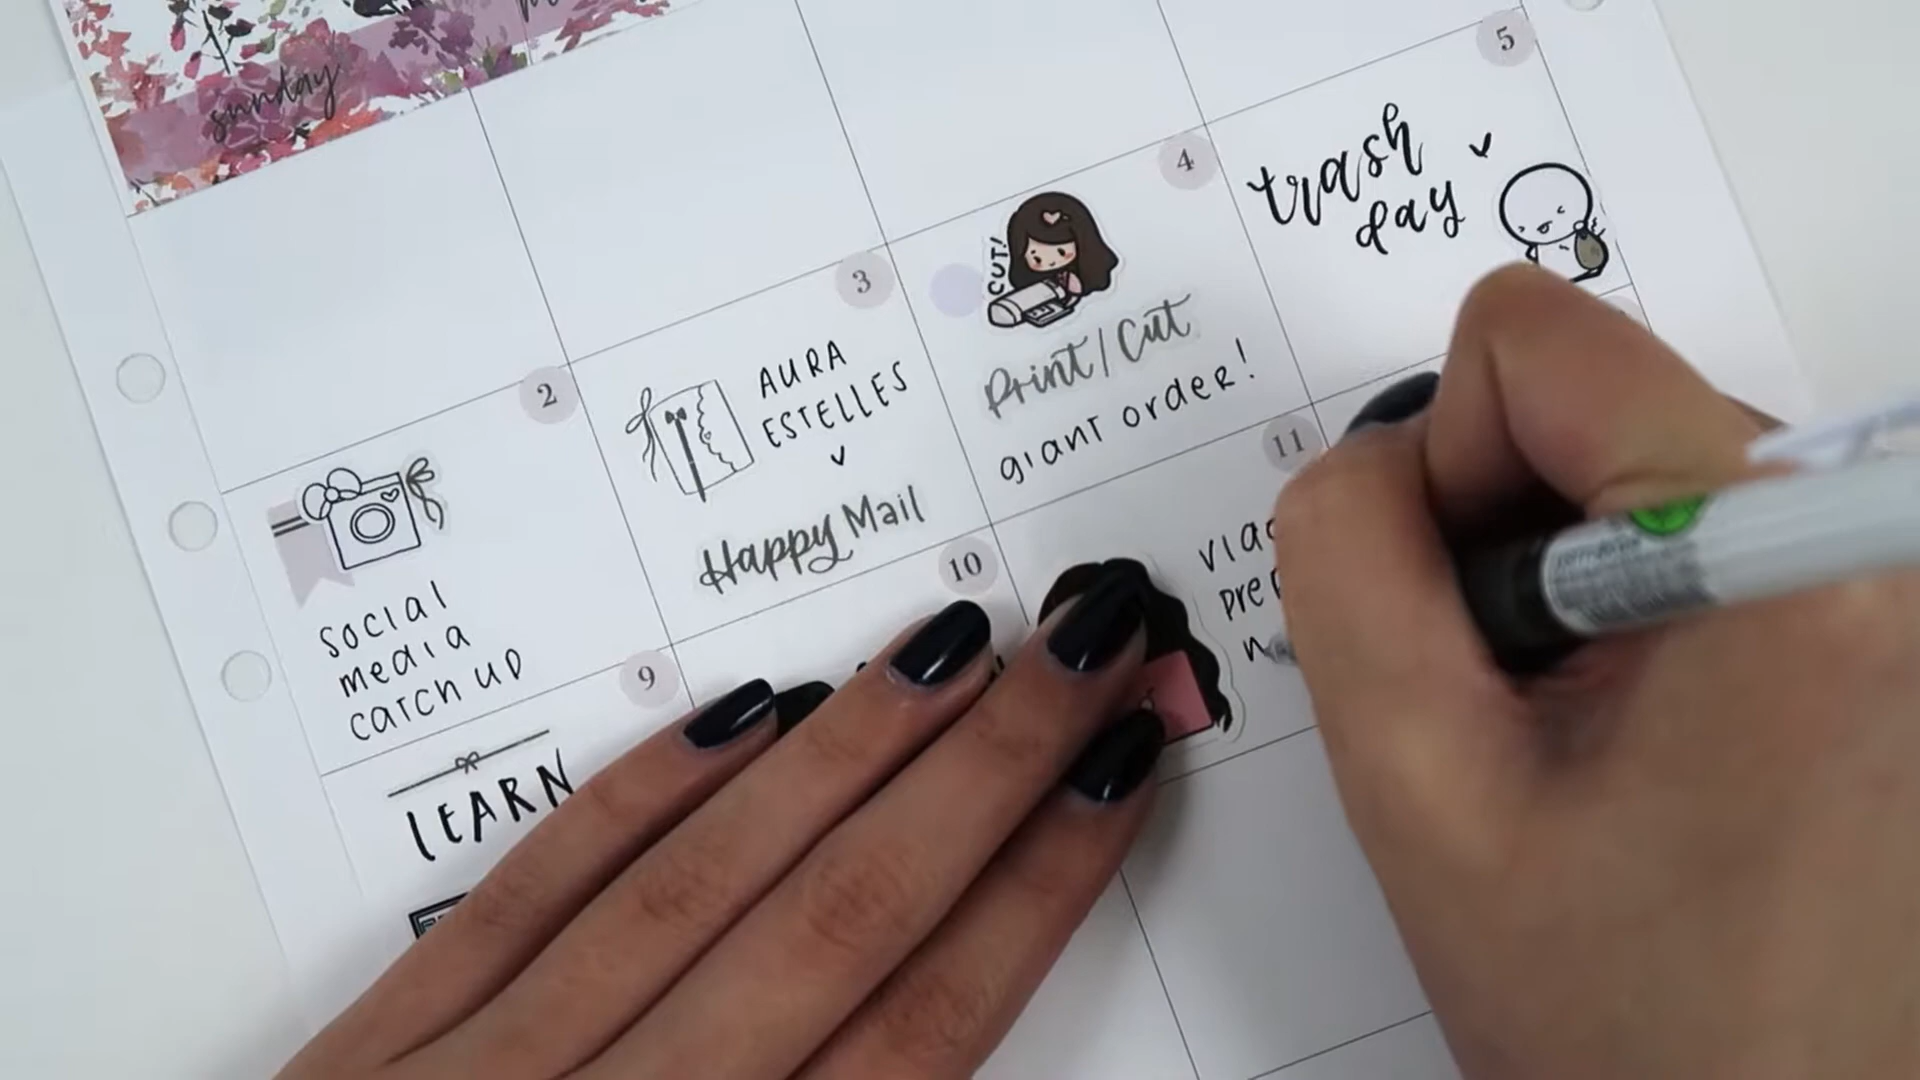 sunday
2
social
media
catch up
3
AURA
ESTELLES
Happy Mail
4
CUT!
Print/Cut
giant order!
5
trash
day
9
LEARN
10
11